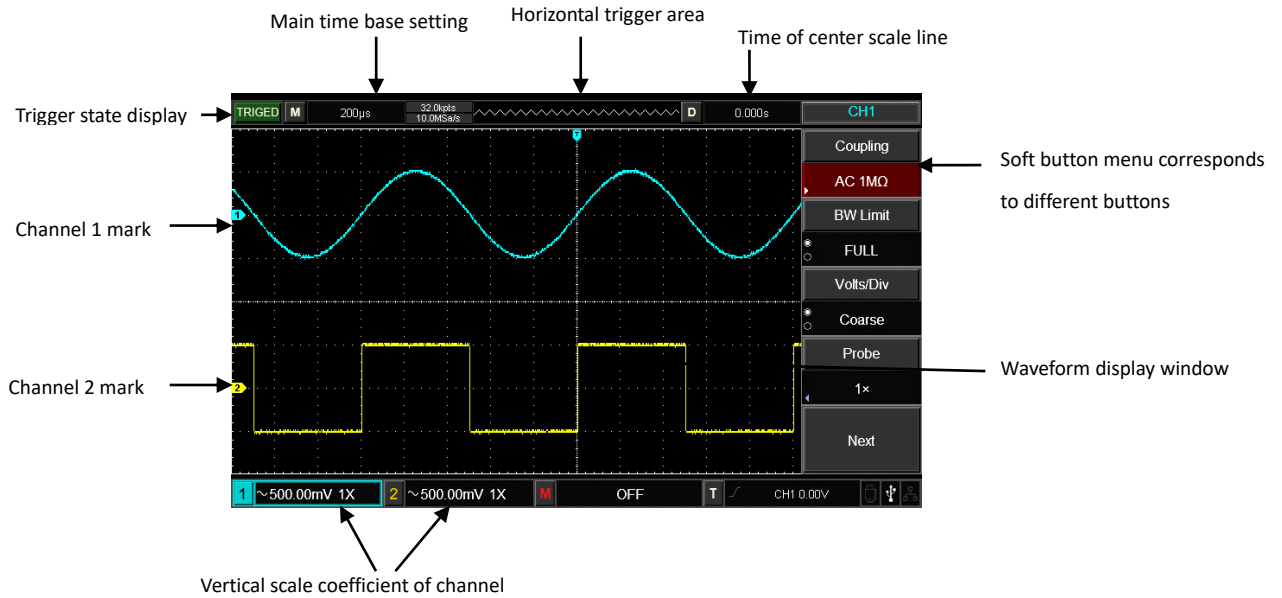 Main time base setting
Horizontal trigger area
Time of center scale line
Trigger state display
TRIGED M 200μs 32.0kpts D 0.000s CH1
10.0MSa/s
T
Coupling
Soft button menu corresponds
to different buttons
AC 1MΩ
1
Channel 1 mark
BW Limit
FULL
Volts/Div
Coarse
Probe
Waveform display window
Channel 2 mark
2
1×
Next
1 ~500.00mV 1X 2 ~500.00mV 1X M OFF T CH1 0.00V
Vertical scale coefficient of channel